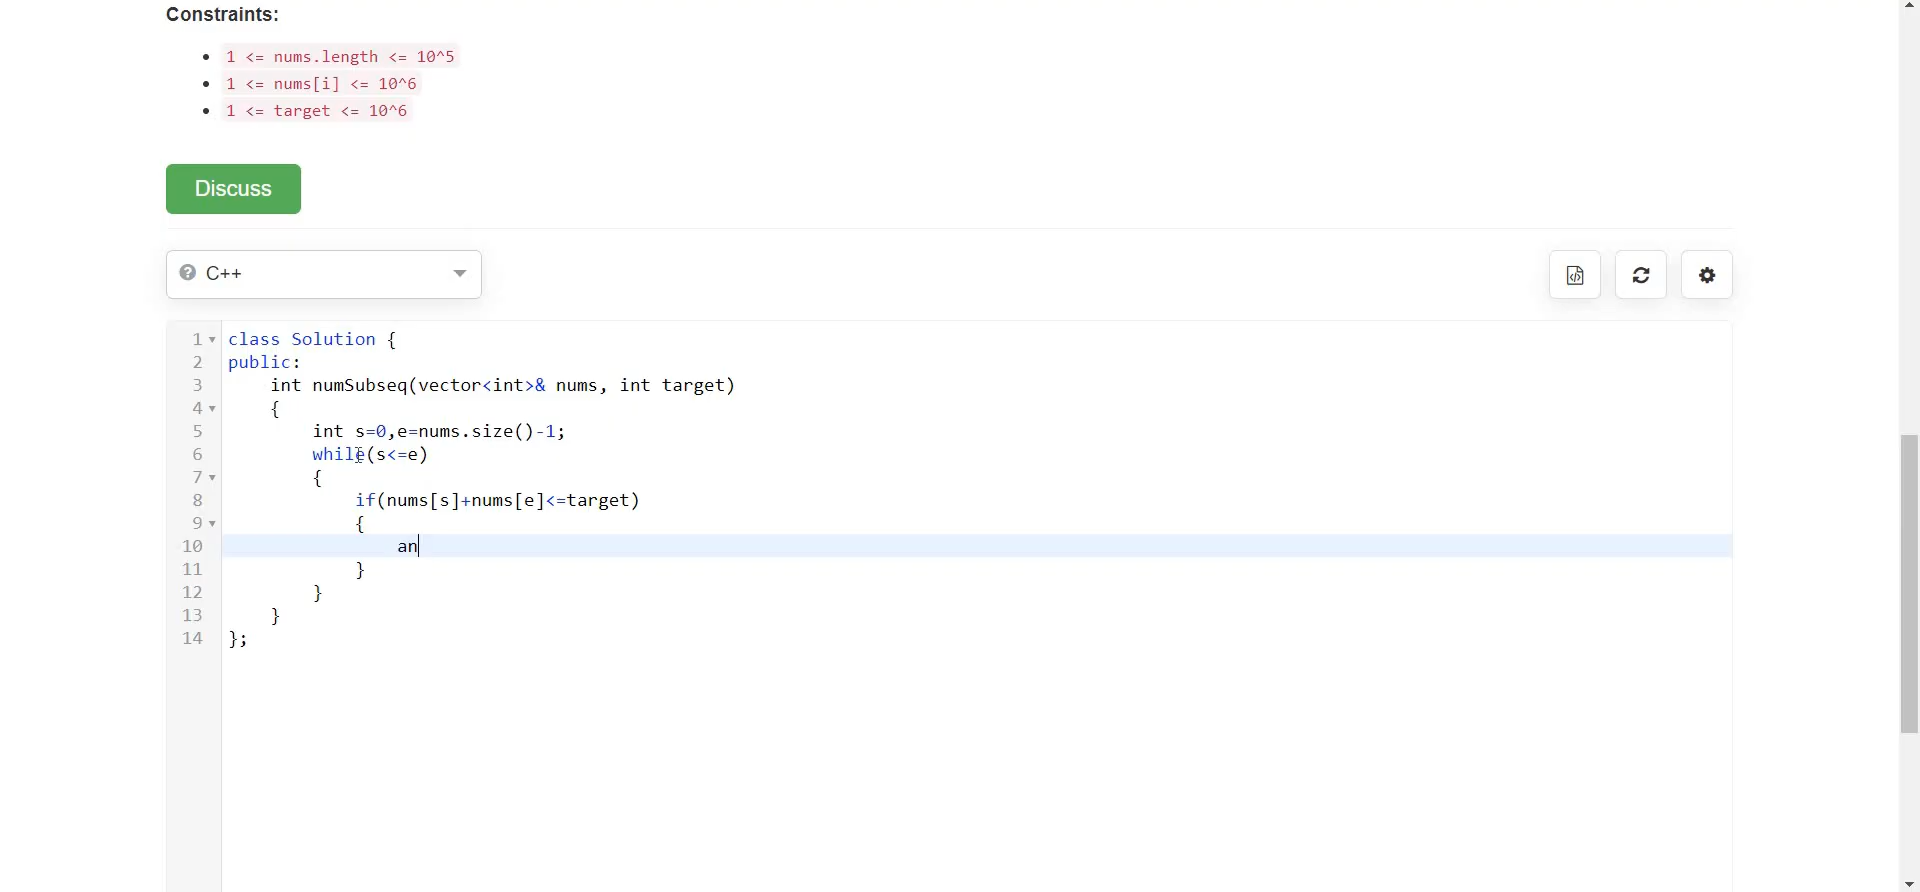 Constraints:
1 <= nums.length <= 10^5
1 <= nums[i] <= 10^6
1 <= target <= 10^6
Discuss
C++
1 class Solution {
2 public:
3     int numSubseq(vector<int>& nums, int target)
4     {
5         int s=0,e=nums.size()-1;
6         while(s<=e)
7         {
8             if(nums[s]+nums[e]<=target)
9             {
10                 an
11             }
12         }
13     }
14 };